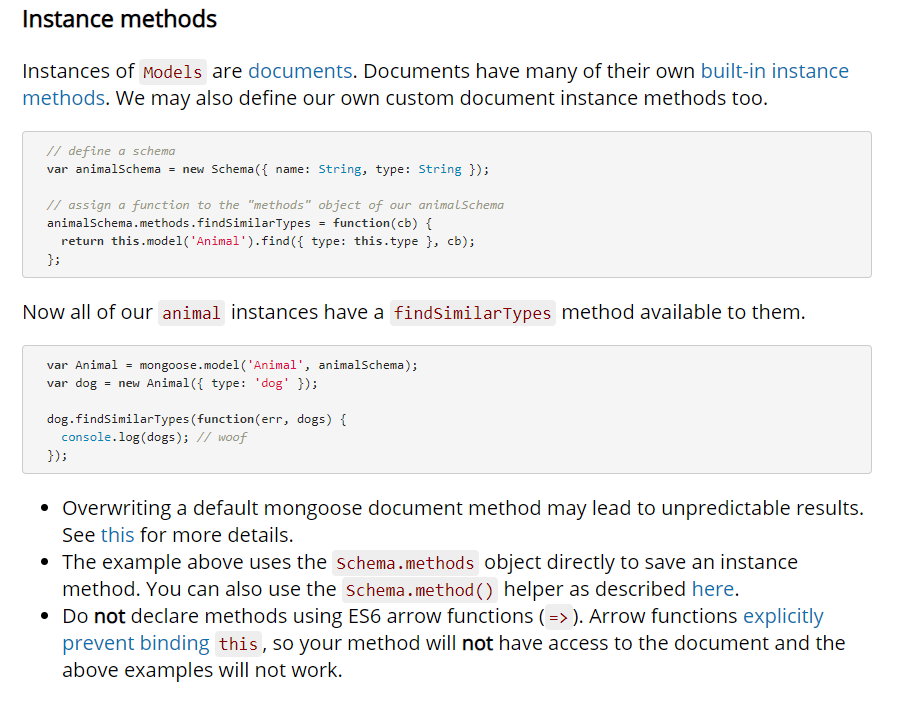 Instance methods
Instances of Models are documents. Documents have many of their own built-in instance
methods. We may also define our own custom document instance methods too.
// define a schema
var animalSchema = new Schema({ name: String, type: String });
// assign a function to the "methods" object of our animalSchema
animalSchema.methods.findSimilarTypes = function(cb) {
  return this.model('Animal').find({ type: this.type }, cb);
};
Now all of our animal instances have a findSimilarTypes method available to them.
var Animal = mongoose.model('Animal', animalSchema);
var dog = new Animal({ type: 'dog' });
dog.findSimilarTypes(function(err, dogs) {
  console.log(dogs); // woof
});
• Overwriting a default mongoose document method may lead to unpredictable results.
See this for more details.
• The example above uses the Schema.methods object directly to save an instance
method. You can also use the Schema.method() helper as described here.
• Do not declare methods using ES6 arrow functions (=>). Arrow functions explicitly
prevent binding this, so your method will not have access to the document and the
above examples will not work.